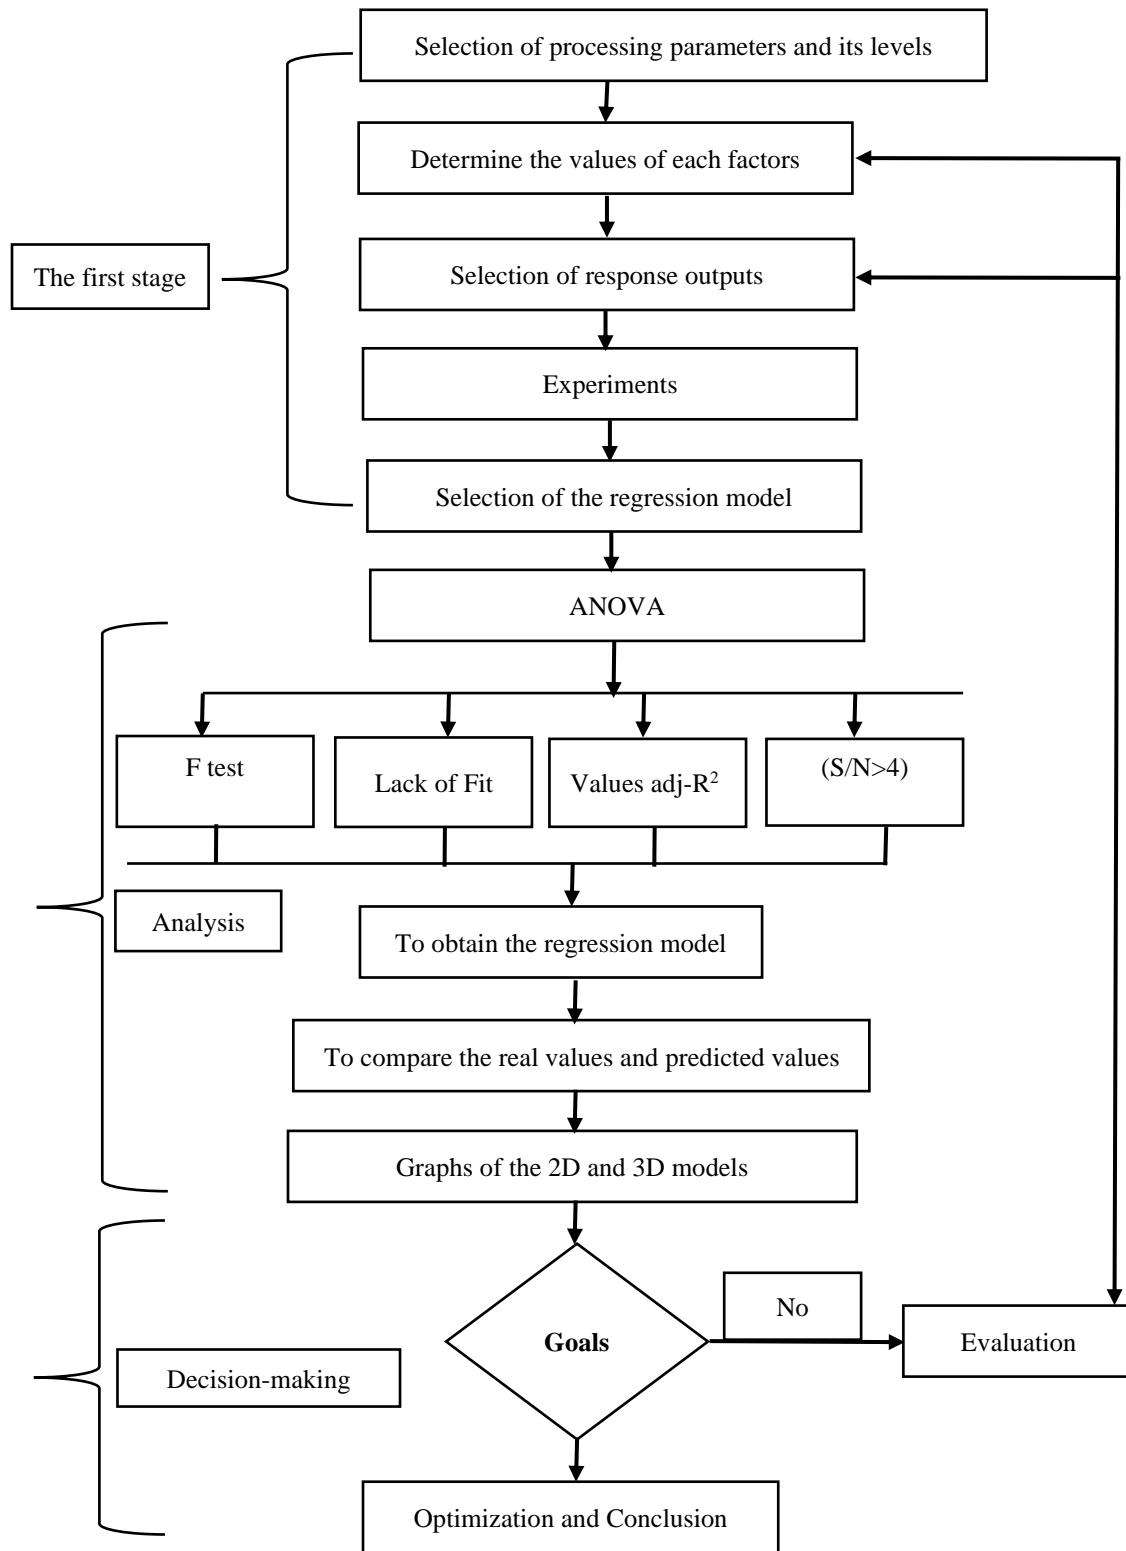 Selection of processing parameters and its levels
Determine the values of each factors
The first stage
Selection of response outputs
Experiments
Selection of the regression model
ANOVA
F test
Lack of Fit
Values adj-R²
(S/N>4)
Analysis
To obtain the regression model
To compare the real values and predicted values
Graphs of the 2D and 3D models
No
Goals
Evaluation
Decision-making
Optimization and Conclusion